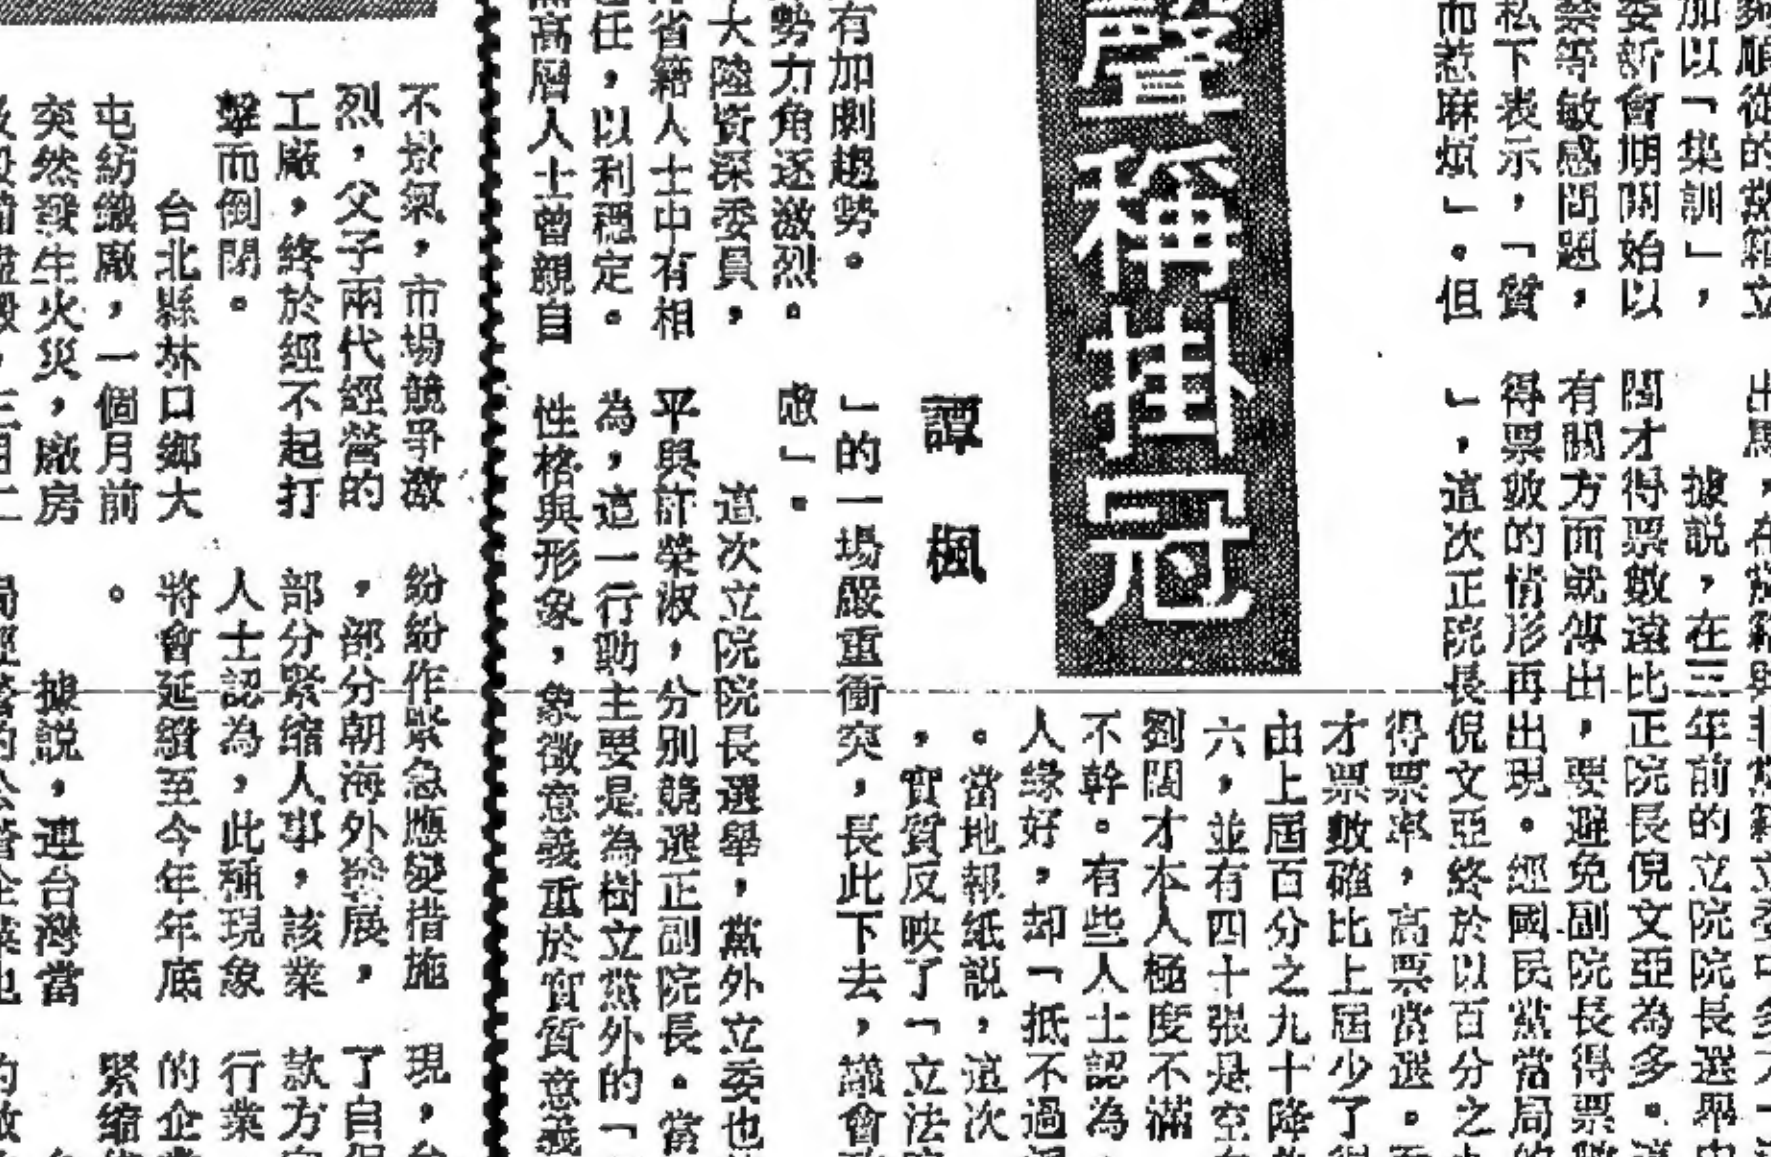 聲稱掛冠
譚楓
加以「集訓」，
委新會期開始以
察等敏感問題，
私下表示，「質
而惹麻煩」。但
據說，在三年前的立院院長選舉中
閻才得票數遠比正院長倪文亞為多。
有關方面就傳出，要避免副院長得票
得票數的情形再出現。經國民黨當局
」，這次正院長倪文亞終於以百分之
得票率，高票當選。
才票數確比上屆少了
由上屆百分之九十降
六，並有四十張是空
劉闊才本人極度不滿
不幹。有些人士認為
人緣好，却「抵不過
。當地報紙說，這次
，實質反映了「立法
有加劇趨勢。
勢力角逐激烈。
大陸資深委員，
省籍人士中有相
任，以利穩定。
高層人士曾親自
」的一場嚴重衝突，長此下去，議會
慮」。
這次立院院長選舉，黨外立委也
平與許榮淑，分別競選正副院長。當
為，這一行動主要是為樹立黨外的「
性格與形象，象徵意義重於實質意義
不景氣，市場競爭激
烈，父子兩代經營的
工廠，終於經不起打
擊而倒閉。
台北縣林口鄉大
屯紡織廠，一個月前
突然發生火災，廠房
紛紛作緊急應變措施
，部分朝海外發展，
部分緊縮人事，該業
人士認為，此種現象
將會延續至今年年底
。
據說，連台灣當
現，
了自
款方
行業
的企
緊縮